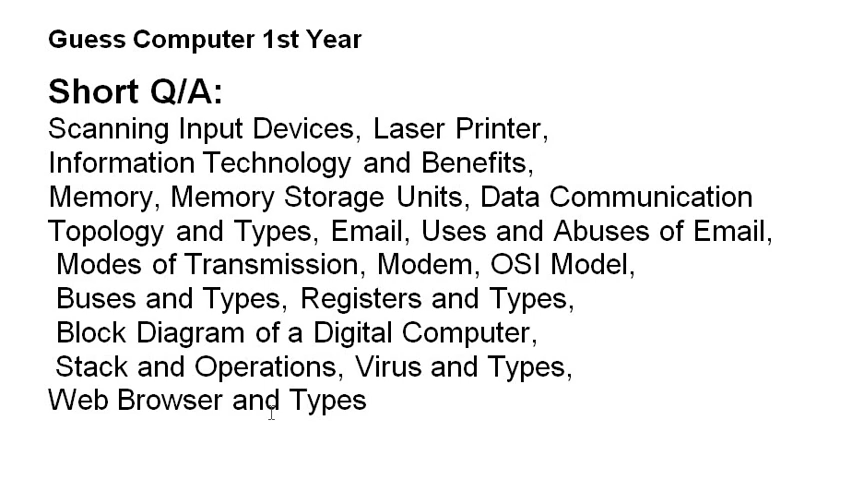 Guess Computer 1st Year
Short Q/A:
Scanning Input Devices, Laser Printer,
Information Technology and Benefits,
Memory, Memory Storage Units, Data Communication
Topology and Types, Email, Uses and Abuses of Email,
Modes of Transmission, Modem, OSI Model,
Buses and Types, Registers and Types,
Block Diagram of a Digital Computer,
Stack and Operations, Virus and Types,
Web Browser and Types